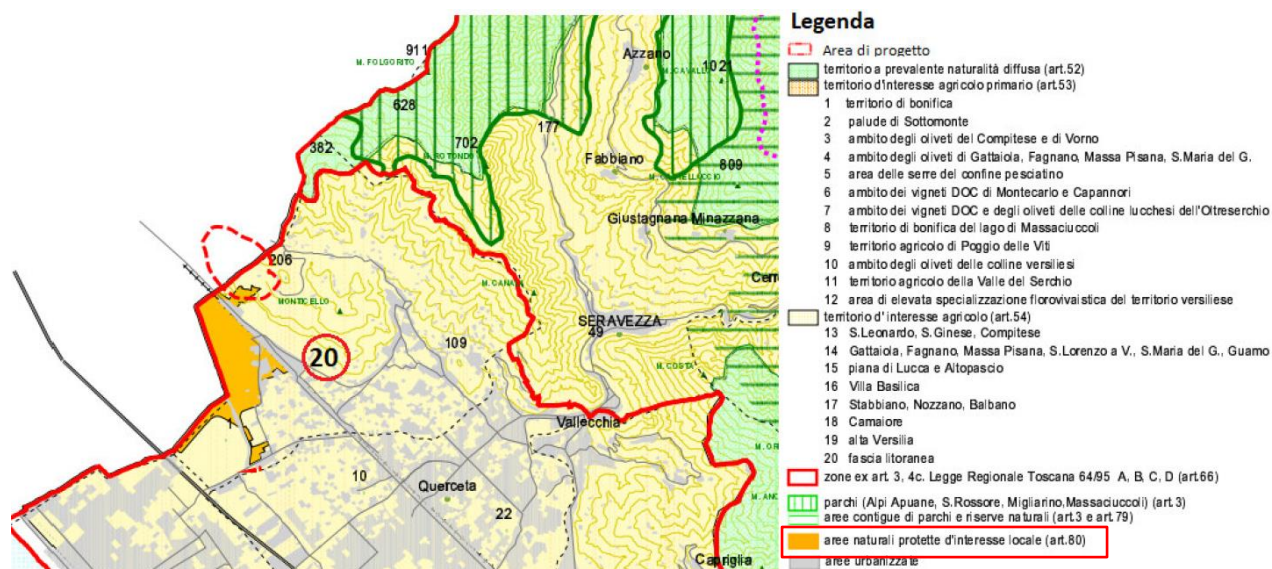 911
M. FOLGORITO
628
382
702
M. ROTONDO
177
Azzano
M. CAVALLO
1021
Fabbiano
809
Giustagnana Minazzana
206
MONTICELLO
M. CANALA
SERAVEZZA
49
20
109
M. COSTA
Vallecchia
1
10
Querceta
22
Capriglia
Legenda
Area di progetto
territorio a prevalente naturalità diffusa (art.52)
territorio d'interesse agricolo primario (art.53)
1 territorio di bonifica
2 palude di Sottomonte
3 ambito degli oliveti del Compitese e di Vorno
4 ambito degli oliveti di Gattaiola, Fagnano, Massa Pisana, S.Maria del G.
5 area delle serre del confine pesciatino
6 ambito dei vigneti DOC di Montecarlo e Capannori
7 ambito dei vigneti DOC e degli oliveti delle colline lucchesi dell'Oltreserchio
8 territorio di bonifica del lago di Massaciuccoli
9 territorio agricolo di Poggio delle Viti
10 ambito degli oliveti delle colline versiliesi
11 territorio agricolo della Valle del Serchio
12 area di elevata specializzazione florovivaistica del territorio versiliese
territorio d' interesse agricolo (art.54)
13 S.Leonardo, S.Ginese, Compitese
14 Gattaiola, Fagnano, Massa Pisana, S.Lorenzo a V., S.Maria del G., Guamo
15 piana di Lucca e Altopascio
16 Villa Basilica
17 Stabbiano, Nozzano, Balbano
18 Camaiore
19 alta Versilia
20 fascia litoranea
zone ex art. 3, 4c. Legge Regionale Toscana 64/95 A, B, C, D (art.66)
parchi (Alpi Apuane, S.Rossore, Migliarino,Massaciuccoli) (art.3)
aree contigue di parchi e riserve naturali (art.3 e art.79)
aree naturali protette d'interesse locale (art.80)
aree urbanizzate